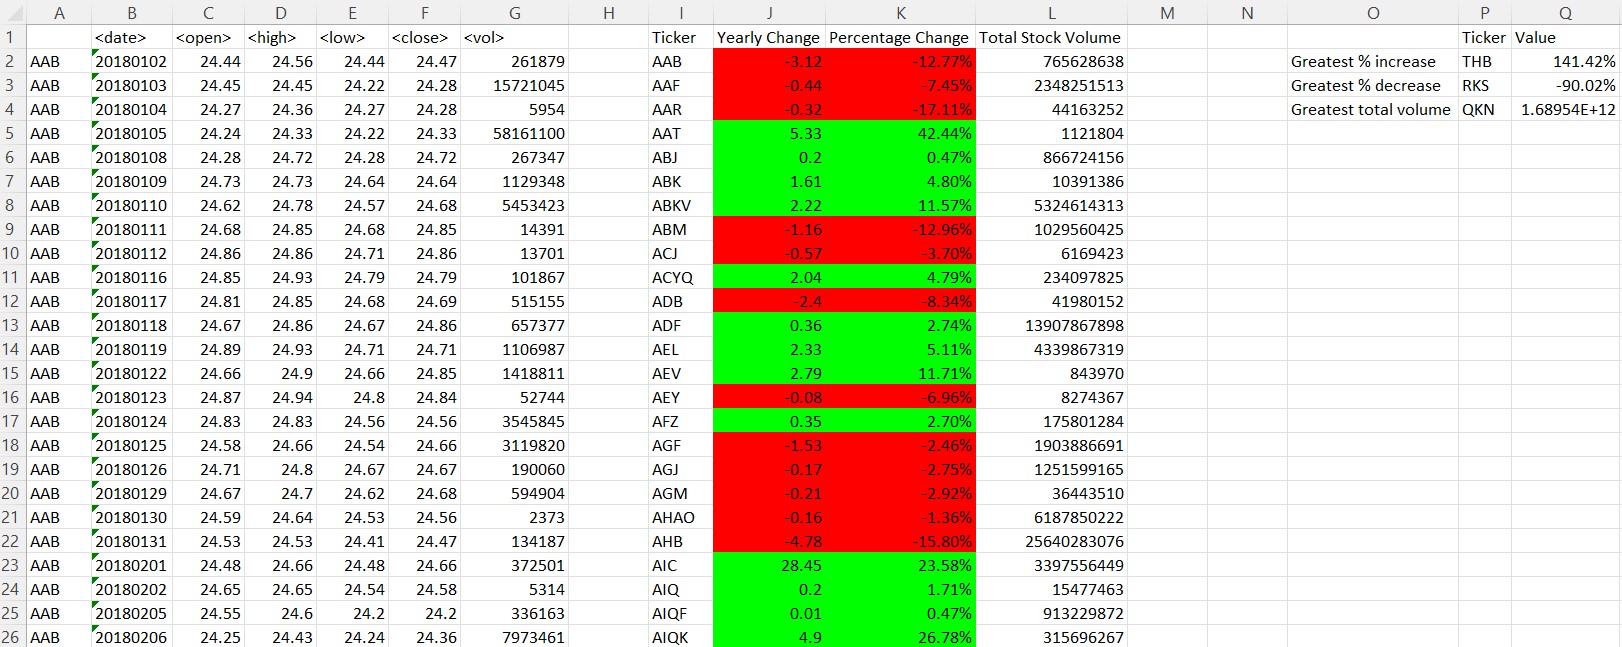 A B C D E F G H I J K L M N O P Q
1 <date> <open> <high> <low> <close> <vol> Ticker Yearly Change Percentage Change Total Stock Volume Ticker Value
2 AAB 20180102 24.44 24.56 24.44 24.47 261879 AAB -3.12 -12.77% 765628638 Greatest % increase THB 141.42%
3 AAB 20180103 24.45 24.45 24.22 24.28 15721045 AAF -0.44 -7.45% 2348251513 Greatest % decrease RKS -90.02%
4 AAB 20180104 24.27 24.36 24.27 24.28 5954 AAR -0.32 -17.11% 44163252 Greatest total volume QKN 1.68954E+12
5 AAB 20180105 24.24 24.33 24.22 24.33 58161100 AAT 5.33 42.44% 1121804
6 AAB 20180108 24.28 24.72 24.28 24.72 267347 ABJ 0.2 0.47% 866724156
7 AAB 20180109 24.73 24.73 24.64 24.64 1129348 ABK 1.61 4.80% 10391386
8 AAB 20180110 24.62 24.78 24.57 24.68 5453423 ABKV 2.22 11.57% 5324614313
9 AAB 20180111 24.68 24.85 24.68 24.85 14391 ABM -1.16 -12.96% 1029560425
10 AAB 20180112 24.86 24.86 24.71 24.86 13701 ACJ -0.57 -3.70% 6169423
11 AAB 20180116 24.85 24.93 24.79 24.79 101867 ACYQ 2.04 4.79% 234097825
12 AAB 20180117 24.81 24.85 24.68 24.69 515155 ADB -2.4 -8.34% 41980152
13 AAB 20180118 24.67 24.86 24.67 24.86 657377 ADF 0.36 2.74% 13907867898
14 AAB 20180119 24.89 24.93 24.71 24.71 1106987 AEL 2.33 5.11% 4339867319
15 AAB 20180122 24.66 24.9 24.66 24.85 1418811 AEV 2.79 11.71% 843970
16 AAB 20180123 24.87 24.94 24.8 24.84 52744 AEY -0.08 -6.96% 8274367
17 AAB 20180124 24.83 24.83 24.56 24.56 3545845 AFZ 0.35 2.70% 175801284
18 AAB 20180125 24.58 24.66 24.54 24.66 3119820 AGF -1.53 -2.46% 1903886691
19 AAB 20180126 24.71 24.8 24.67 24.67 190060 AGJ -0.17 -2.75% 1251599165
20 AAB 20180129 24.67 24.7 24.62 24.68 594904 AGM -0.21 -2.92% 36443510
21 AAB 20180130 24.59 24.64 24.53 24.56 2373 AHAO -0.16 -1.36% 6187850222
22 AAB 20180131 24.53 24.53 24.41 24.47 134187 AHB -4.78 -15.80% 25640283076
23 AAB 20180201 24.48 24.66 24.48 24.66 372501 AIC 28.45 23.58% 3397556449
24 AAB 20180202 24.65 24.65 24.54 24.58 5314 AIQ 0.2 1.71% 15477463
25 AAB 20180205 24.55 24.6 24.2 24.2 336163 AIQF 0.01 0.47% 913229872
26 AAB 20180206 24.25 24.43 24.24 24.36 7973461 AIQK 4.9 26.78% 315696267